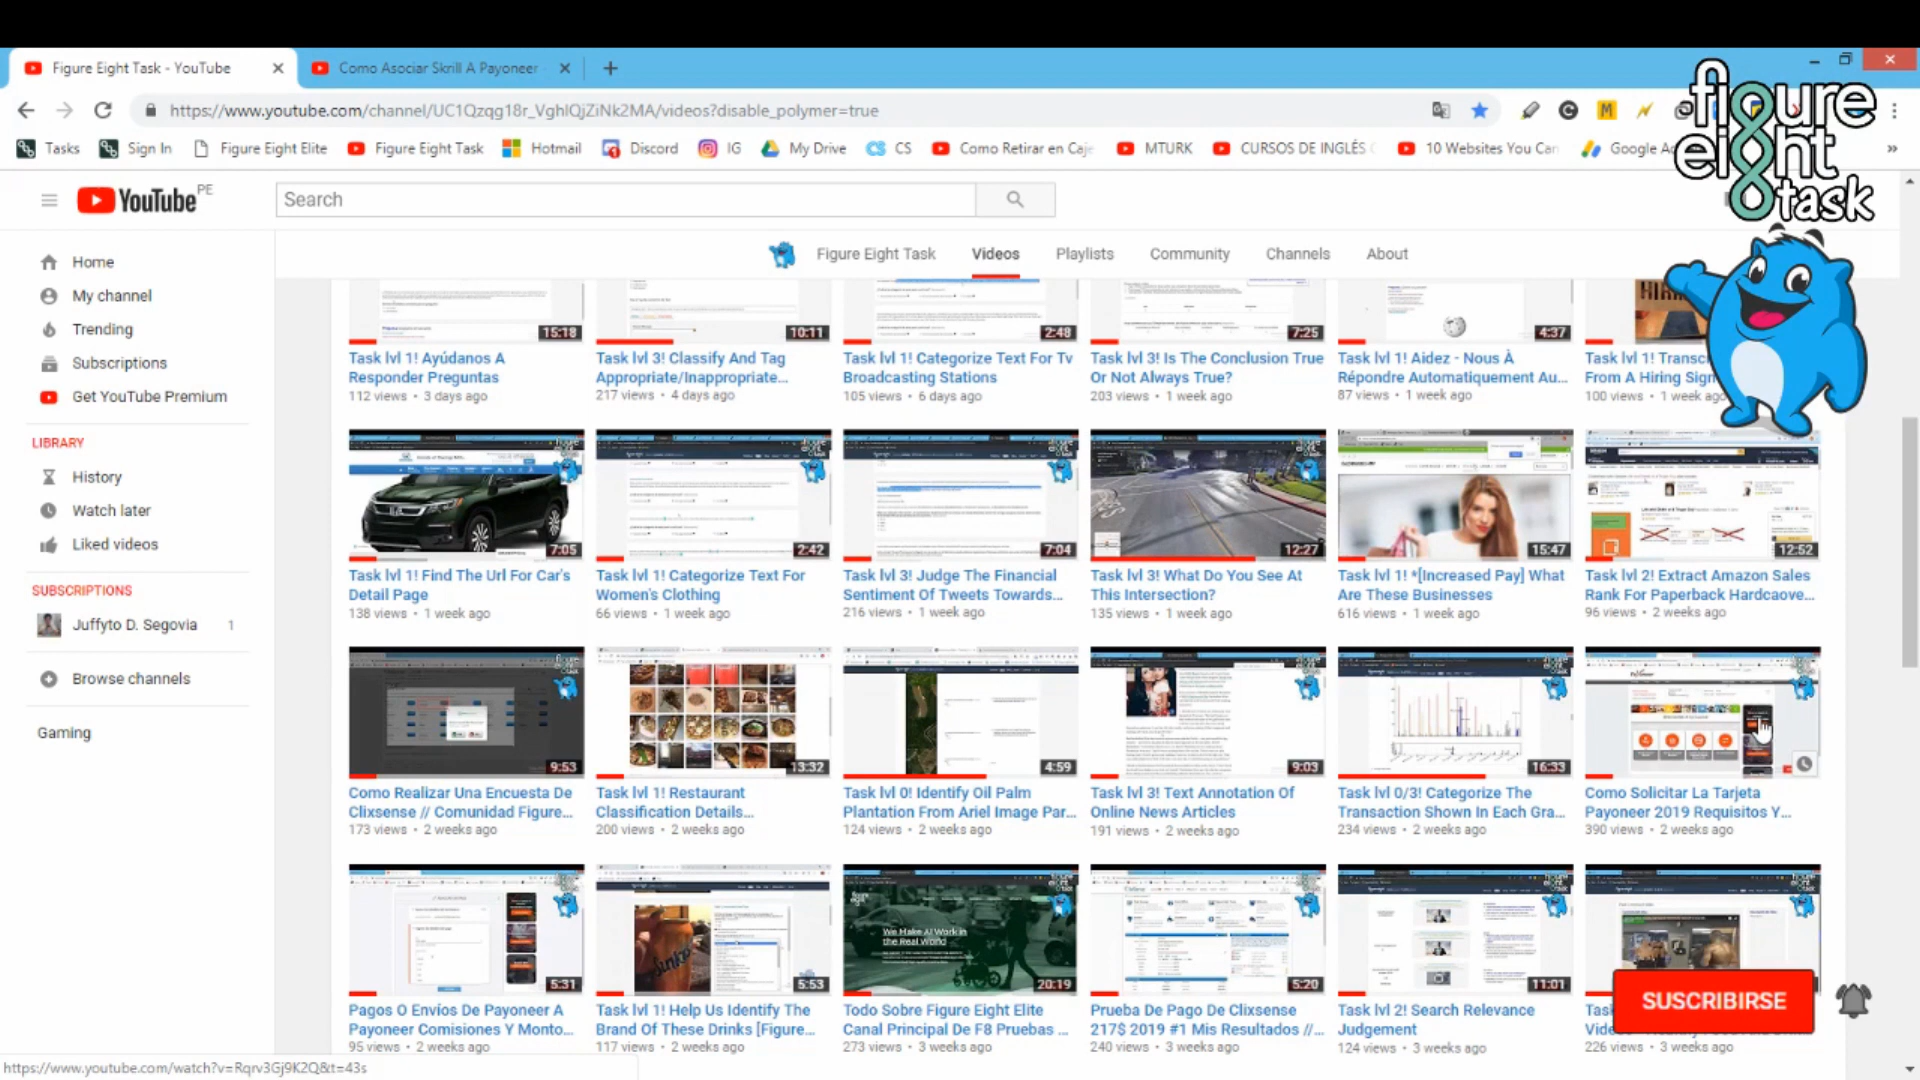 Figure Eight Task - YouTube
Como Asociar Skrill A Payoneer
https://www.youtube.com/channel/UC1Qzqg18r_VghlQjZiNk2MA/videos?disable_polymer=true
Tasks Sign In Figure Eight Elite Figure Eight Task Hotmail Discord IG My Drive CS Como Retirar en Caje MTURK CURSOS DE INGLÉS 10 Websites You Can Google
figure eight task
YouTube PE
Search
Figure Eight Task Videos Playlists Community Channels About
Home
My channel
Trending
Subscriptions
Get YouTube Premium
LIBRARY
History
Watch later
Liked videos
SUBSCRIPTIONS
Juffyto D. Segovia 1
Browse channels
Gaming
15:18 10:11 2:48 7:25 4:37
Task lvl 1! Ayúdanos A Responder Preguntas
112 views • 3 days ago
Task lvl 3! Classify And Tag Appropriate/Inappropriate...
217 views • 4 days ago
Task lvl 1! Categorize Text For Tv Broadcasting Stations
105 views • 6 days ago
Task lvl 3! Is The Conclusion True Or Not Always True?
203 views • 1 week ago
Task lvl 1! Aidez - Nous À Répondre Automatiquement Au...
87 views • 1 week ago
Task lvl 1! From A Hiring
100 views • 1 week ago
7:05 2:42 7:04 12:27 15:47 12:52
Task lvl 1! Find The Url For Car's Detail Page
138 views • 1 week ago
Task lvl 1! Categorize Text For Women's Clothing
66 views • 1 week ago
Task lvl 3! Judge The Financial Sentiment Of Tweets Towards...
216 views • 1 week ago
Task lvl 3! What Do You See At This Intersection?
135 views • 1 week ago
Task lvl 1! *[Increased Pay] What Are These Businesses
616 views • 1 week ago
Task lvl 2! Extract Amazon Sales Rank For Paperback Hardcaove...
96 views • 2 weeks ago
9:53 13:32 4:59 9:03 16:33
Como Realizar Una Encuesta De Clixsense // Comunidad Figure...
173 views • 2 weeks ago
Task lvl 1! Restaurant Classification Details...
200 views • 2 weeks ago
Task lvl 0! Identify Oil Palm Plantation From Ariel Image Par...
124 views • 2 weeks ago
Task lvl 3! Text Annotation Of Online News Articles
191 views • 2 weeks ago
Task lvl 0/3! Categorize The Transaction Shown In Each Gra...
234 views • 2 weeks ago
Como Solicitar La Tarjeta Payoneer 2019 Requisitos Y...
390 views • 2 weeks ago
We Make AI Work in the Real World
5:31 5:53 20:19 5:20 11:01
Pagos O Envíos De Payoneer A Payoneer Comisiones Y Monto...
95 views • 2 weeks ago
Task lvl 1! Help Us Identify The Brand Of These Drinks [Figure...
117 views • 2 weeks ago
Todo Sobre Figure Eight Elite Canal Principal De F8 Pruebas ...
273 views • 3 weeks ago
Prueba De Pago De Clixsense 217$ 2019 #1 Mis Resultados //...
240 views • 3 weeks ago
Task lvl 2! Search Relevance Judgement
124 views • 3 weeks ago
226 views • 3 weeks ago
SUSCRIBIRSE
https://www.youtube.com/watch?v=Rqrv3Gj9K2Q&t=43s